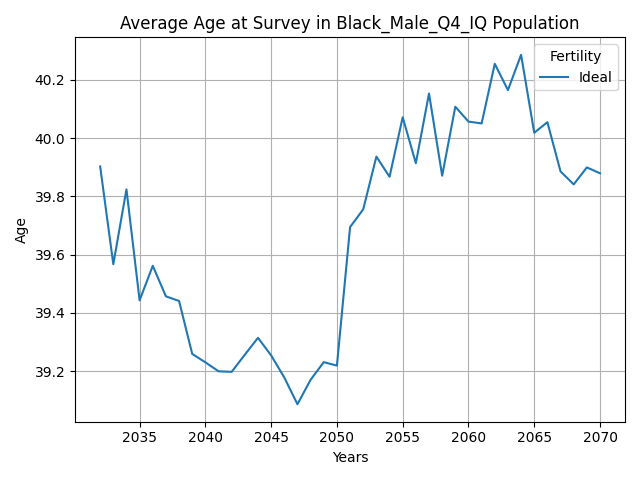 Average Age at Survey in Black_Male_Q4_IQ Population
Fertility
Ideal
40.2
40.0
39.8
39.6
39.4
39.2
Age
2035 2040 2045 2050 2055 2060 2065 2070
Years